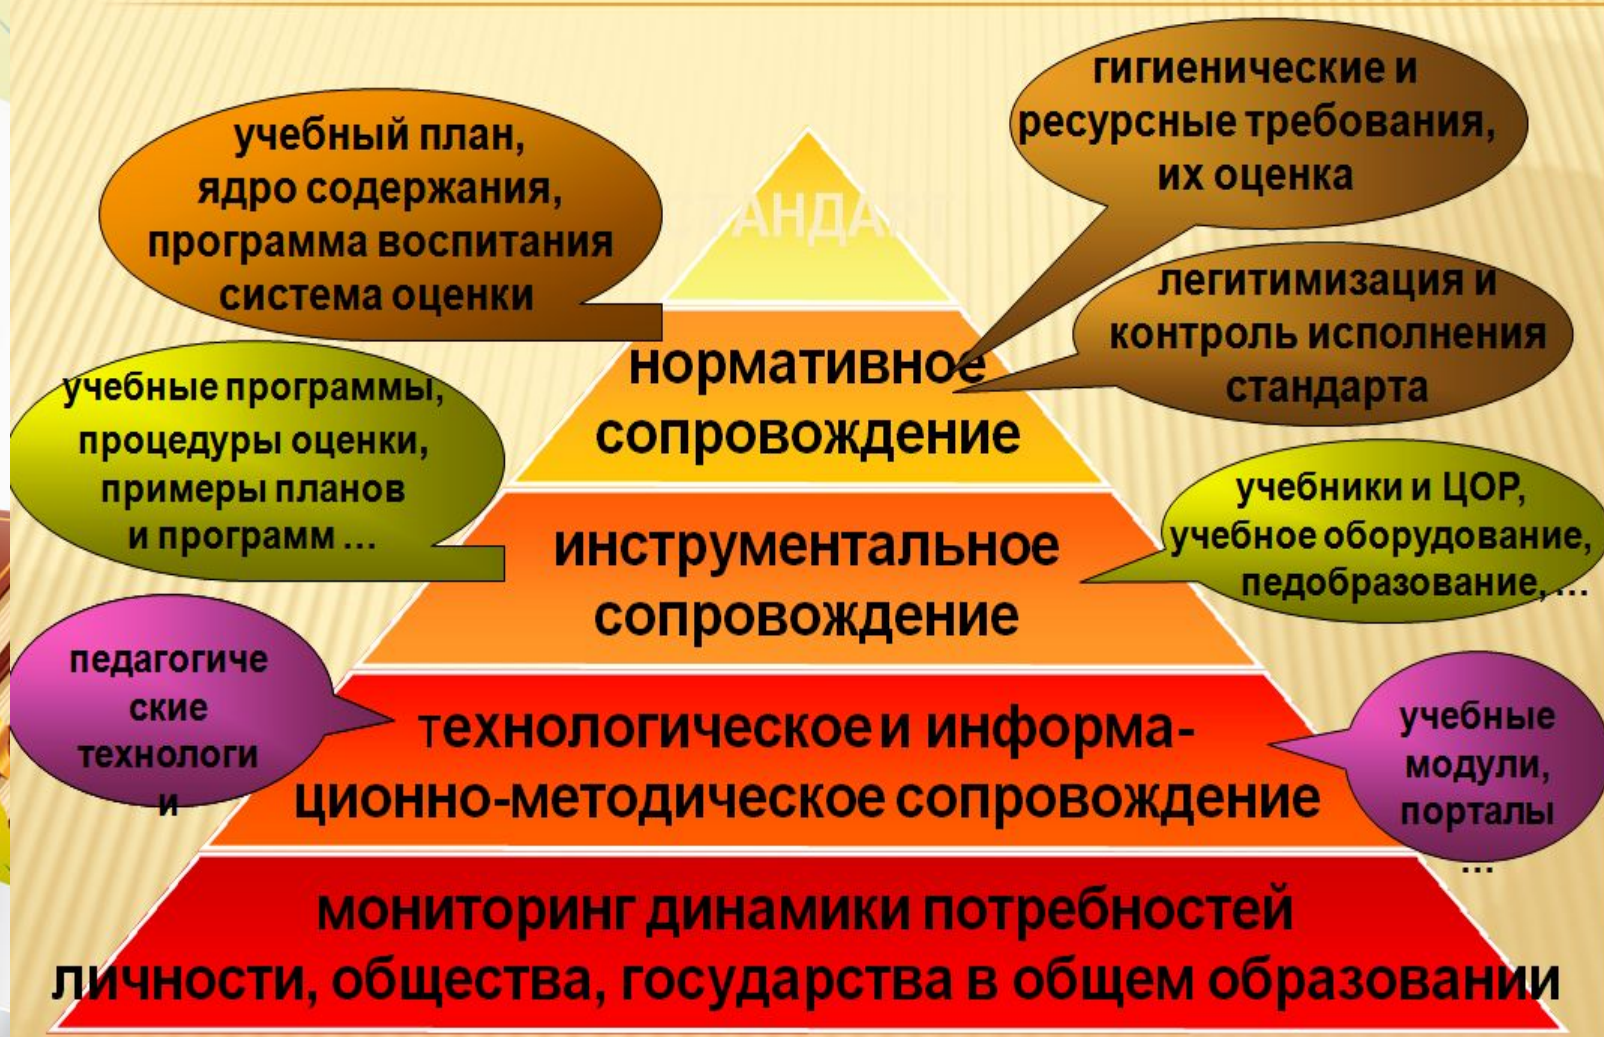 учебный план,
ядро содержания,
программа воспитания
система оценки
гигиенические и
ресурсные требования,
их оценка
СТАНДАРТ
легитимизация и
контроль исполнения
стандарта
нормативное
сопровождение
учебные программы,
процедуры оценки,
примеры планов
и программ ...
инструментальное
сопровождение
учебники и ЦОР,
учебное оборудование,
педобразование, ...
педагогиче
ские
технологи
и
технологическое и информа-
ционно-методическое сопровождение
учебные
модули,
порталы
...
мониторинг динамики потребностей
личности, общества, государства в общем образовании